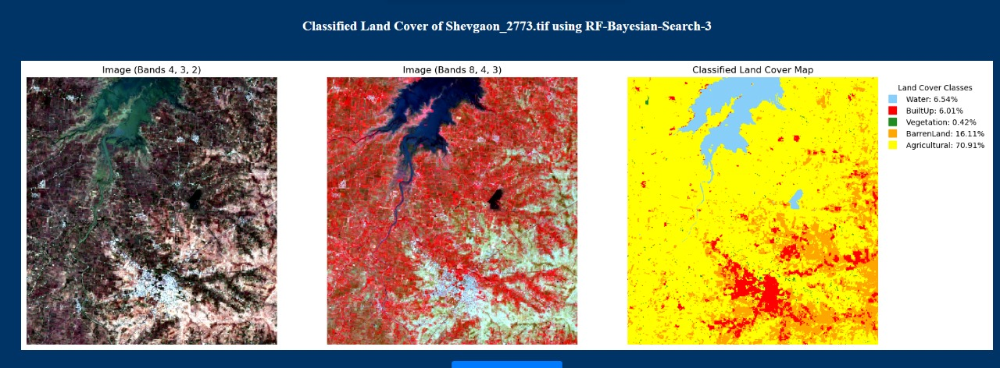 Classified Land Cover of Shevgaon_2773.tif using RF-Bayesian-Search-3
Image (Bands 4, 3, 2)
Image (Bands 8, 4, 3)
Classified Land Cover Map
Land Cover Classes
Water: 6.54%
BuiltUp: 6.01%
Vegetation: 0.42%
BarrenLand: 16.11%
Agricultural: 70.91%